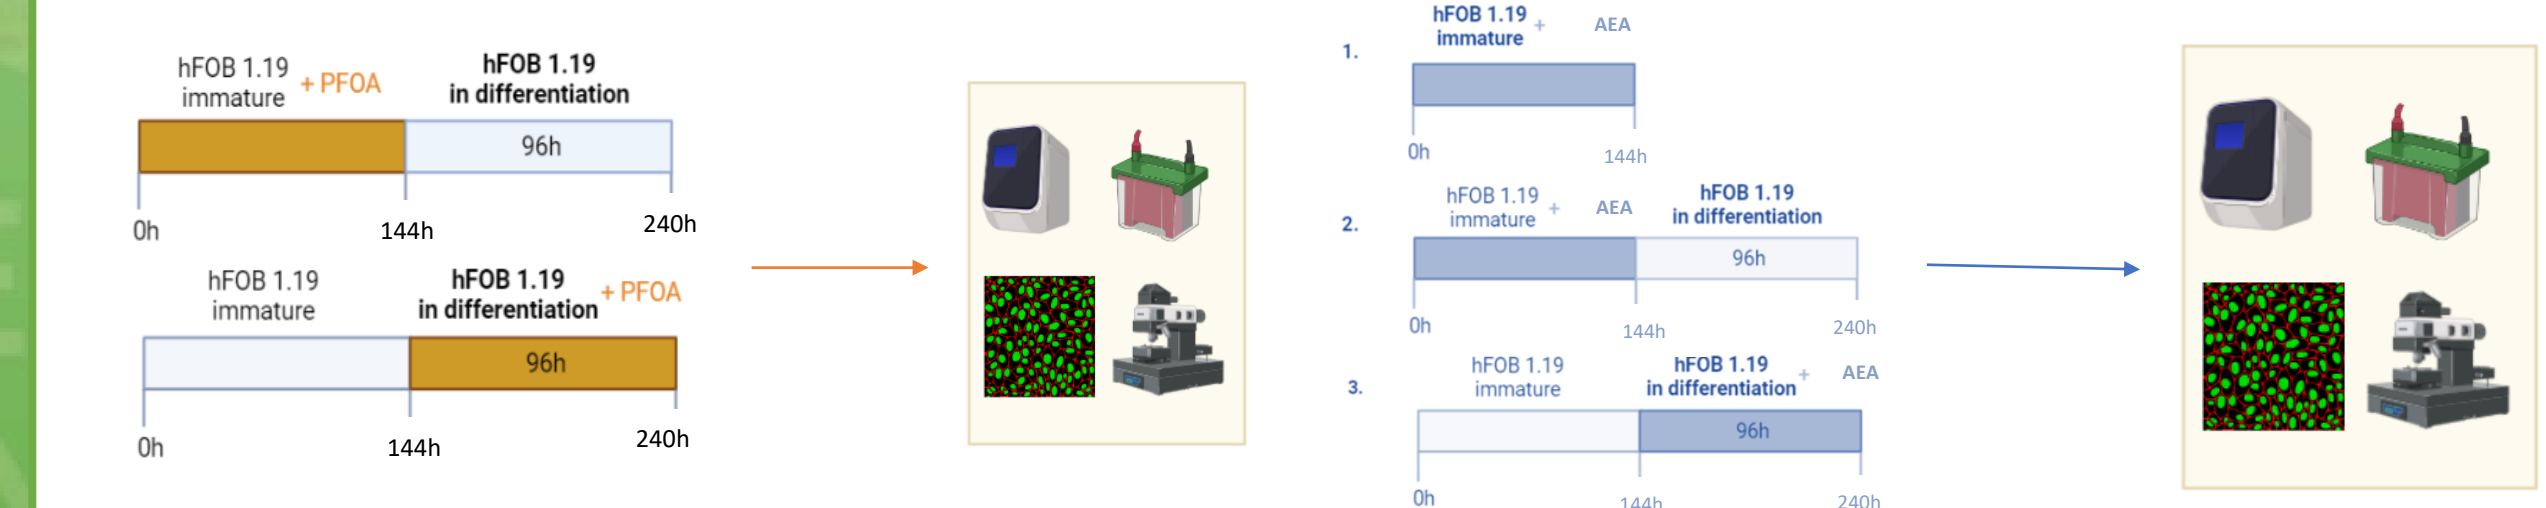 hFOB 1.19
immature
+ PFOA
hFOB 1.19
in differentiation
96h
0h
144h
240h
hFOB 1.19
immature
hFOB 1.19
in differentiation
+ PFOA
96h
0h
144h
240h
1.
hFOB 1.19
immature
+
AEA
0h
144h
2.
hFOB 1.19
immature
+
AEA
hFOB 1.19
in differentiation
96h
0h
144h
240h
3.
hFOB 1.19
immature
hFOB 1.19
in differentiation
+
AEA
96h
0h
144h
240h